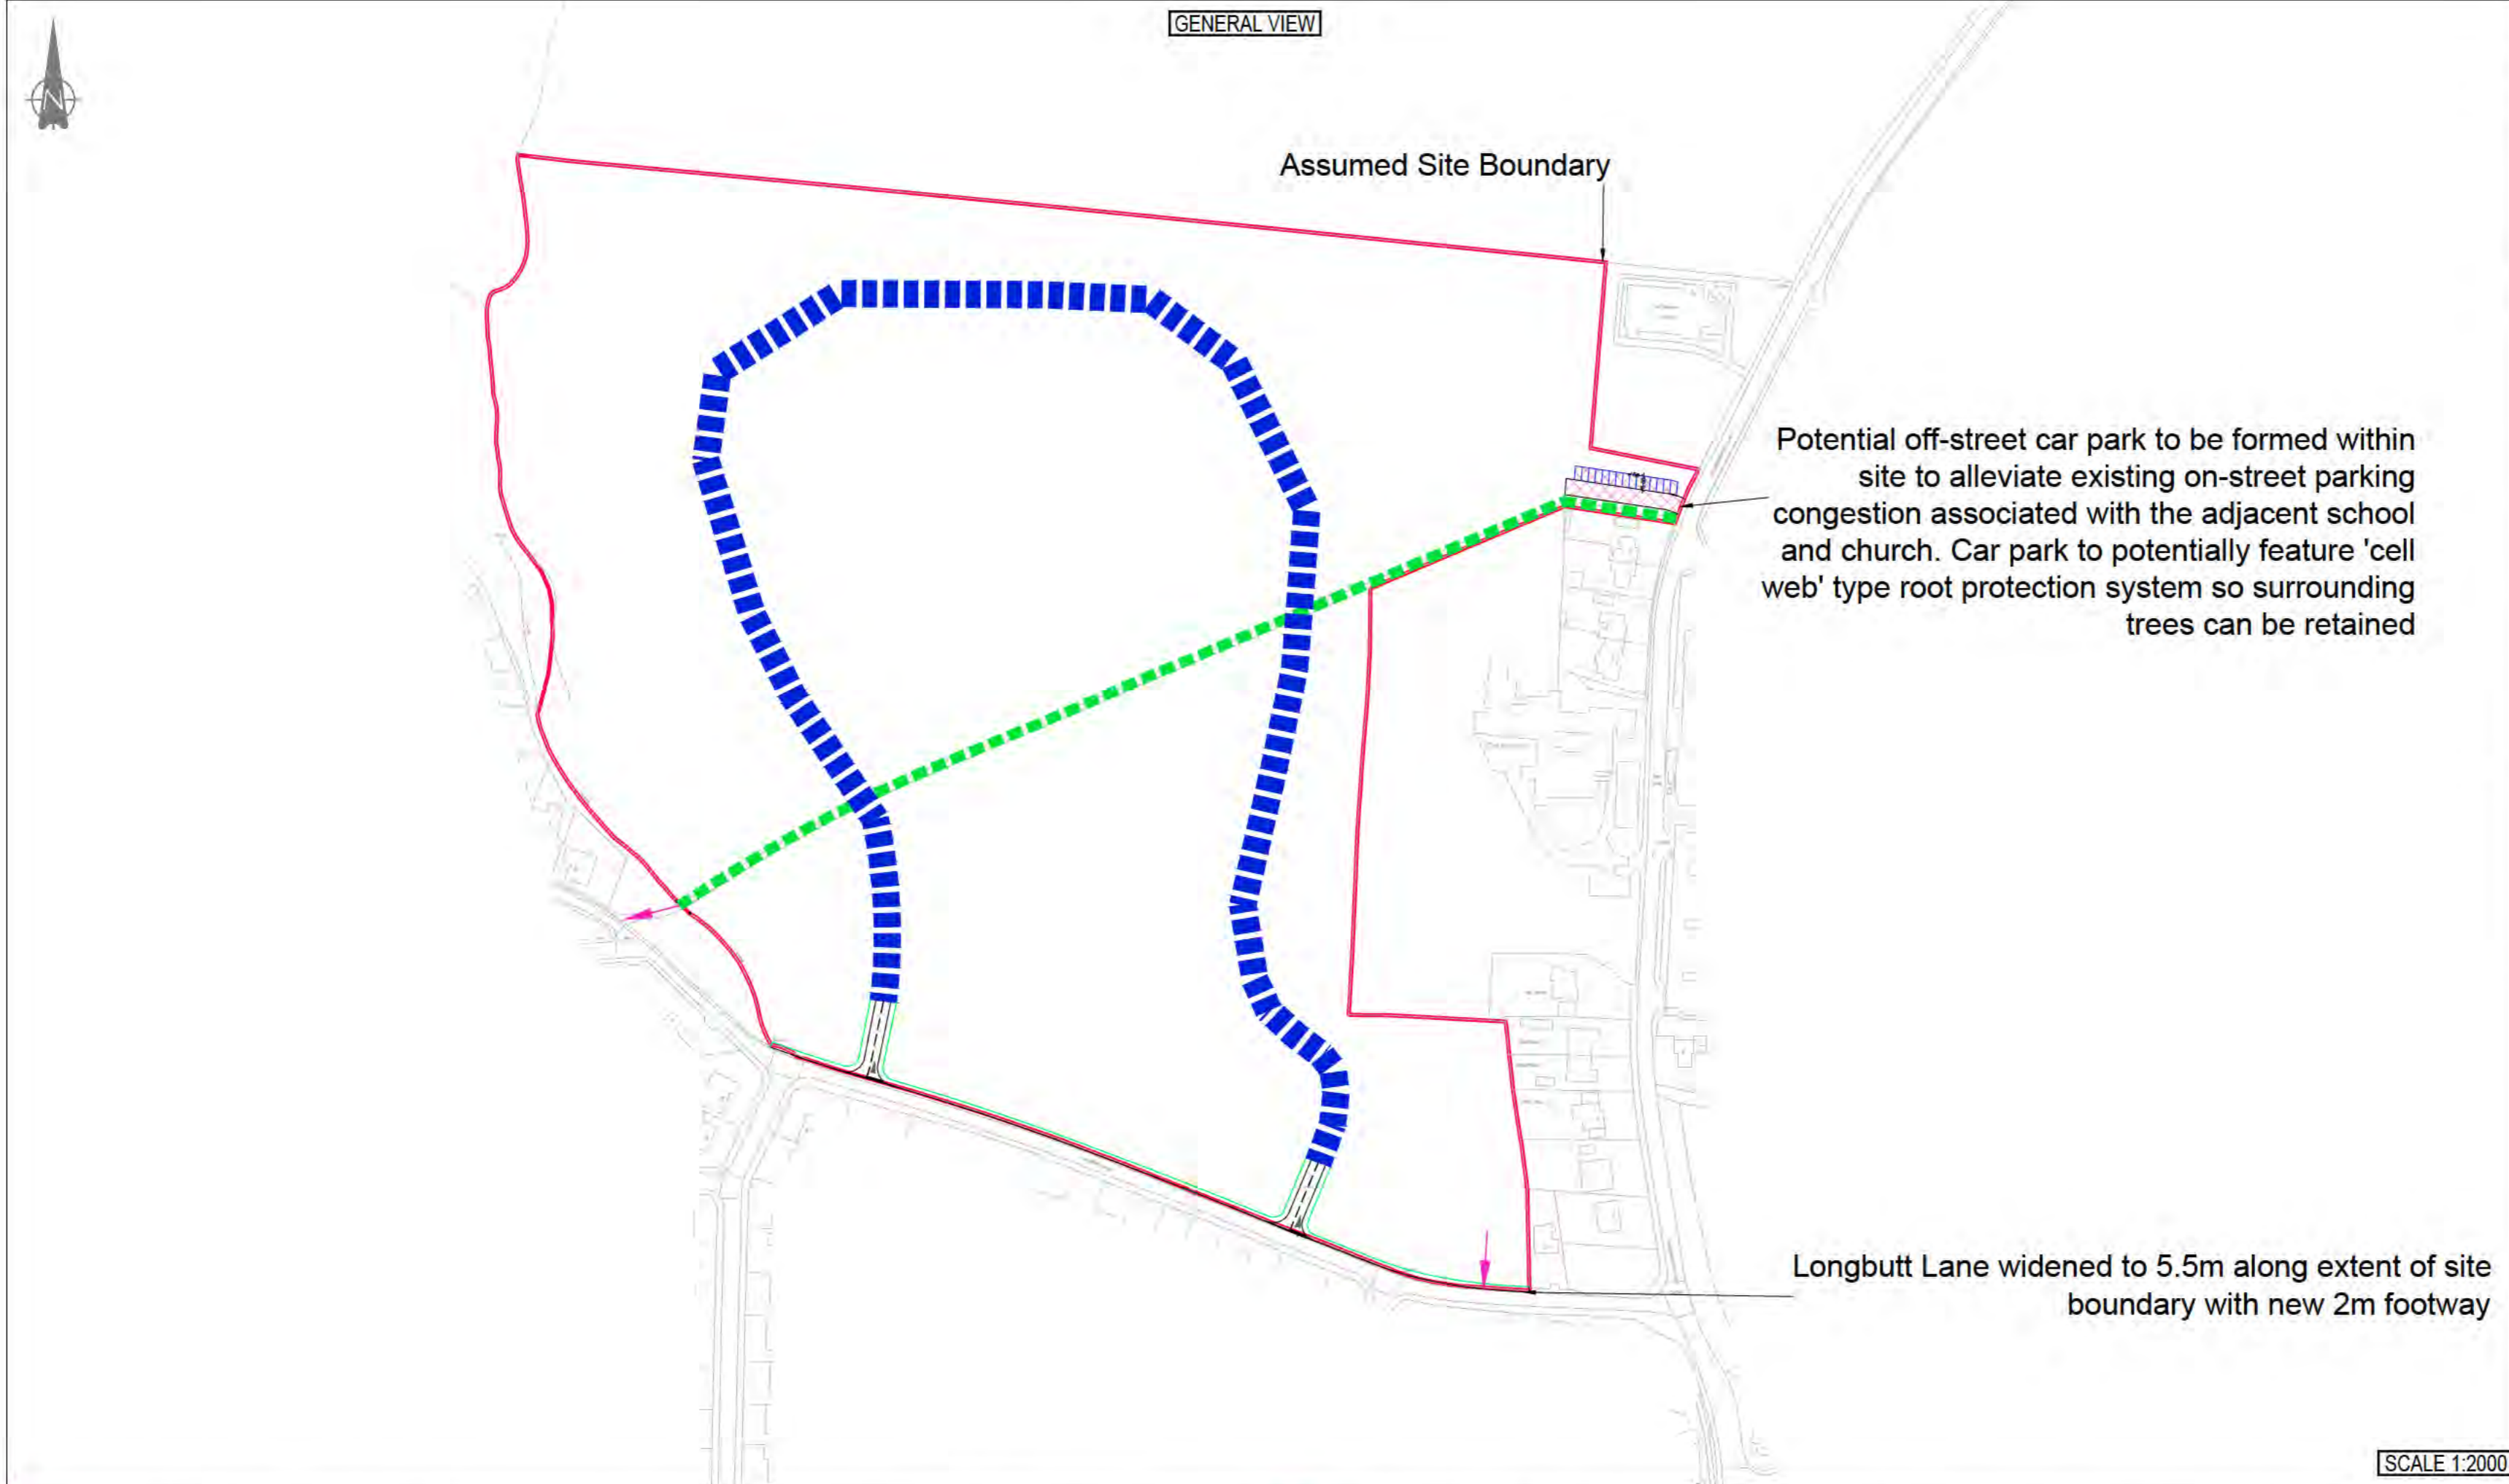 GENERAL VIEW
N
Assumed Site Boundary
Potential off-street car park to be formed within
site to alleviate existing on-street parking
congestion associated with the adjacent school
and church. Car park to potentially feature 'cell
web' type root protection system so surrounding
trees can be retained
Longbutt Lane widened to 5.5m along extent of site
boundary with new 2m footway
SCALE 1:2000